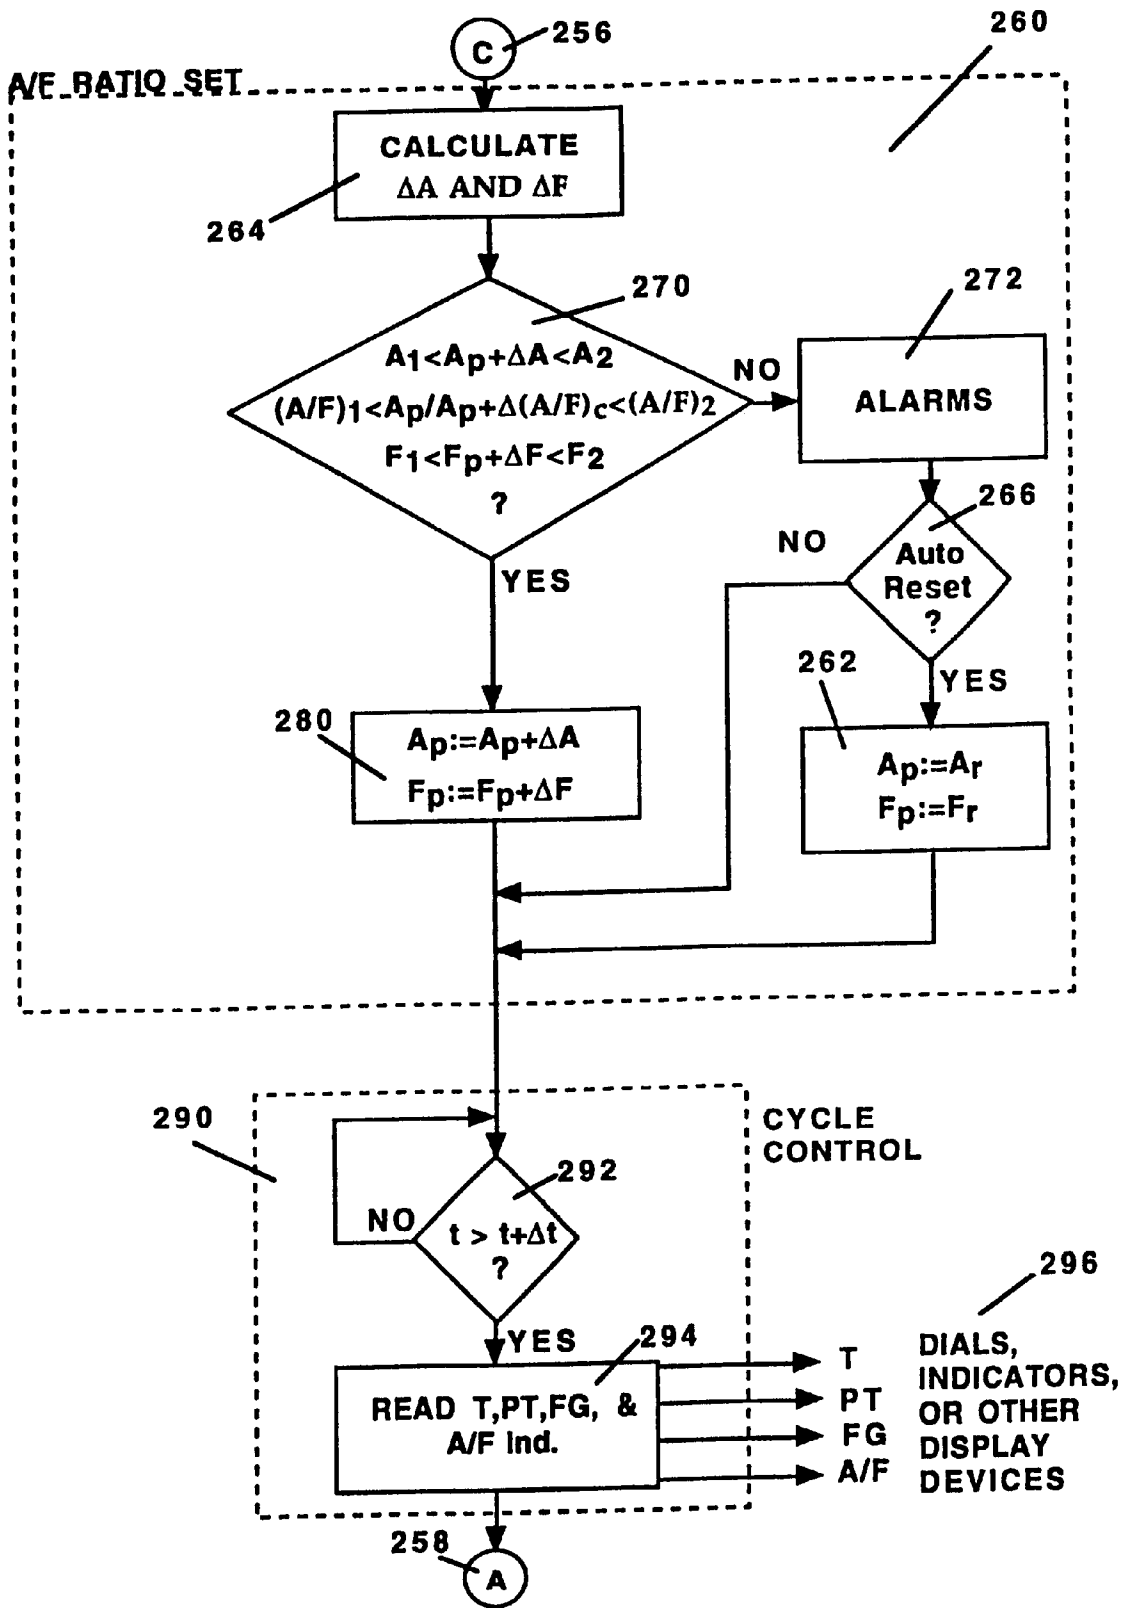 C
256
260
A/F RATIO SET
CALCULATE
ΔA AND ΔF
264
270
A1<Ap+ΔA<A2
(A/F)1<Ap/Ap+Δ(A/F)c<(A/F)2
F1<Fp+ΔF<F2
?
NO
272
ALARMS
266
NO
Auto
Reset
?
YES
YES
262
280
Ap:=Ap+ΔA
Fp:=Fp+ΔF
Ap:=Ar
Fp:=Fr
290
CYCLE
CONTROL
292
NO
t > t+Δt
?
YES
294
296
READ T,PT,FG, &
A/F Ind.
T
PT
FG
A/F
DIALS,
INDICATORS,
OR OTHER
DISPLAY
DEVICES
258
A